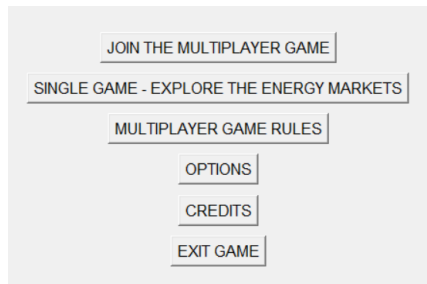 JOIN THE MULTIPLAYER GAME
SINGLE GAME - EXPLORE THE ENERGY MARKETS
MULTIPLAYER GAME RULES
OPTIONS
CREDITS
EXIT GAME